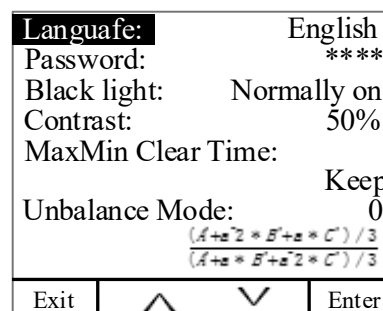 Languafe: English
Password: ****
Black light: Normally on
Contrast: 50%
MaxMin Clear Time:
Keep
Unbalance Mode: 0
(A+a^2 * B+a * C) / 3
(A+a * B+a^2 * C) / 3
Exit Enter